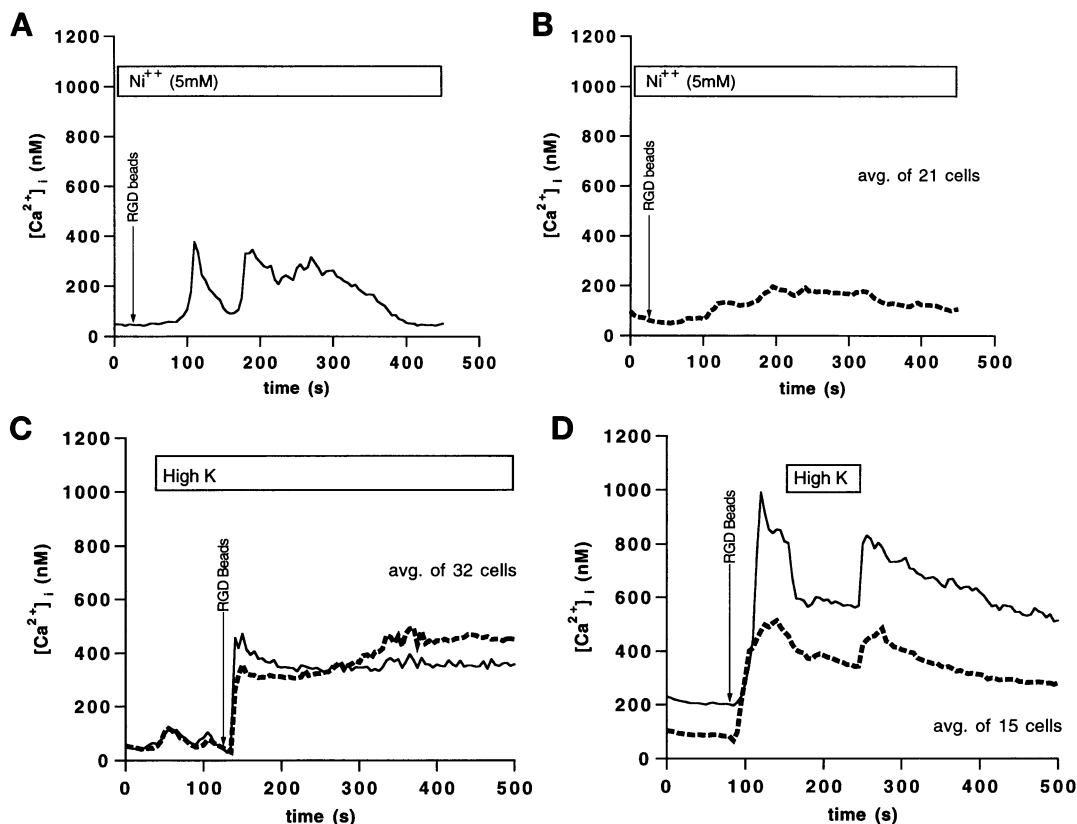 A
1200
1000
800
600
400
200
0
[Ca²⁺]ᵢ (nM)
Ni⁺⁺ (5mM)
RGD beads
0 100 200 300 400 500
time (s)
B
1200
1000
800
600
400
200
0
[Ca²⁺]ᵢ (nM)
Ni⁺⁺ (5mM)
RGD beads
avg. of 21 cells
0 100 200 300 400 500
time (s)
C
1200
1000
800
600
400
200
0
[Ca²⁺]ᵢ (nM)
High K
RGD Beads
avg. of 32 cells
0 100 200 300 400 500
time (s)
D
1200
1000
800
600
400
200
0
[Ca²⁺]ᵢ (nM)
High K
RGD Beads
avg. of 15 cells
0 100 200 300 400 500
time (s)